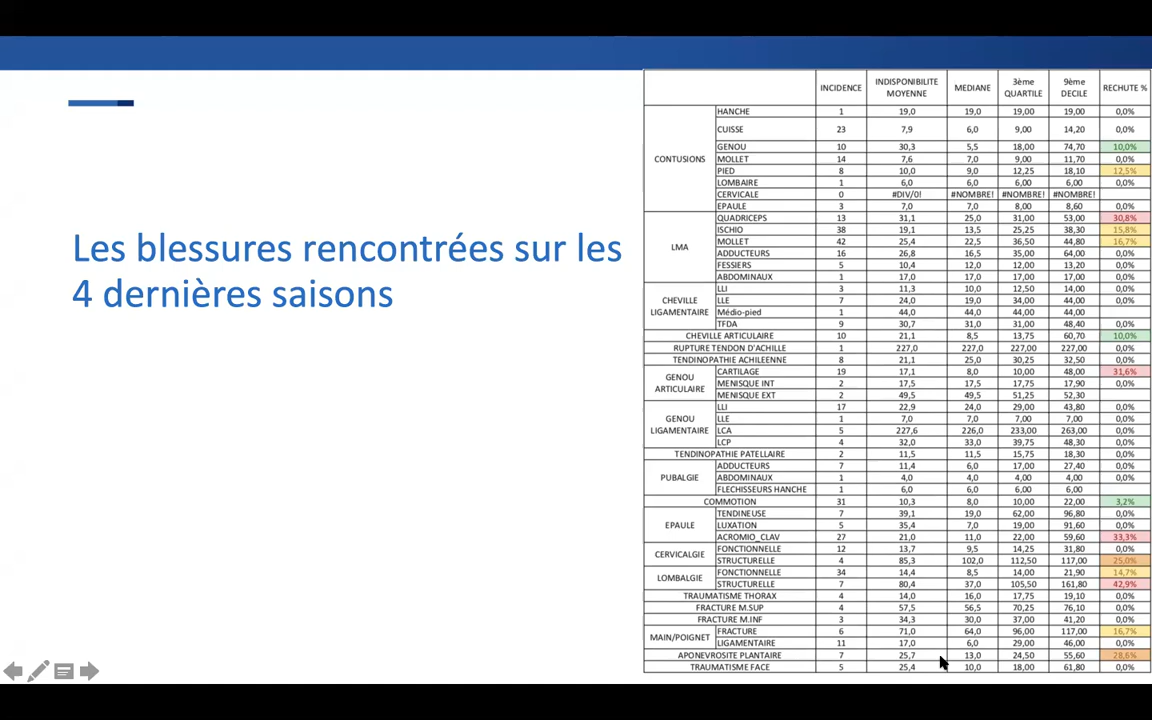 Les blessures rencontrées sur les
4 dernières saisons
INCIDENCE INDISPONIBILITE MOYENNE MEDIANE 3ème QUARTILE 9ème DECILE RECHUTE %
CONTUSIONS
HANCHE 1 19,0 19,0 19,00 19,00 0,0%
CUISSE 23 7,9 6,0 9,00 14,20 0,0%
GENOU 10 30,3 5,5 18,00 74,70 10,0%
MOLLET 14 7,6 7,0 9,00 11,70 0,0%
PIED 8 10,0 9,0 12,25 18,10 12,5%
LOMBAIRE 1 6,0 6,0 6,00 6,00 0,0%
CERVICALE 0 #DIV/0! #NOMBRE! #NOMBRE! #NOMBRE!
EPAULE 3 7,0 7,0 8,00 8,60 0,0%
LMA
QUADRICEPS 13 31,1 25,0 31,00 53,00 30,8%
ISCHIO 38 19,1 13,5 25,25 38,30 15,8%
MOLLET 42 25,4 22,5 36,50 44,80 16,7%
ADDUCTEURS 16 26,8 16,5 35,00 64,00 0,0%
FESSIERS 5 10,4 12,0 12,00 13,20 0,0%
ABDOMINAUX 1 17,0 17,0 17,00 17,00 0,0%
CHEVILLE LIGAMENTAIRE
LLI 3 11,3 10,0 12,50 14,00 0,0%
LLE 7 24,0 19,0 34,00 44,00 0,0%
Médio-pied 1 44,0 44,0 44,00 44,00
TFDA 9 30,7 31,0 31,00 48,40 0,0%
CHEVILLE ARTICULAIRE 10 21,1 8,5 13,75 60,70 10,0%
RUPTURE TENDON D'ACHILLE 1 227,0 227,0 227,00 227,00 0,0%
TENDINOPATHIE ACHILEENNE 8 21,1 25,0 30,25 32,50 0,0%
GENOU ARTICULAIRE
CARTILAGE 19 17,1 8,0 10,00 48,00 31,6%
MENISQUE INT 2 17,5 17,5 17,75 17,90 0,0%
MENISQUE EXT 2 49,5 49,5 51,25 52,30
GENOU LIGAMENTAIRE
LLI 17 22,9 24,0 29,00 43,80 0,0%
LLE 1 7,0 7,0 7,00 7,00 0,0%
LCA 5 227,6 226,0 233,00 263,00 0,0%
LCP 4 32,0 33,0 39,75 48,30 0,0%
TENDINOPATHIE PATELLAIRE 2 11,5 11,5 15,75 18,30 0,0%
PUBALGIE
ADDUCTEURS 7 11,4 6,0 17,00 27,40 0,0%
ABDOMINAUX 1 4,0 4,0 4,00 4,00 0,0%
FLECHISSEURS HANCHE 1 6,0 6,0 6,00 6,00
COMMOTION 31 10,3 8,0 10,00 22,00 3,2%
EPAULE
TENDINEUSE 7 39,1 19,0 62,00 96,80 0,0%
LUXATION 5 35,4 7,0 19,00 91,60 0,0%
ACROMIO_CLAV 27 21,0 11,0 22,00 59,60 33,3%
CERVICALGIE
FONCTIONNELLE 12 13,7 9,5 14,25 31,80 0,0%
STRUCTURELLE 4 85,3 102,0 112,50 117,00 25,0%
LOMBALGIE
FONCTIONNELLE 34 14,4 8,5 14,00 21,90 14,7%
STRUCTURELLE 7 80,4 37,0 105,50 161,80 42,9%
TRAUMATISME THORAX 4 14,0 16,0 17,75 19,10 0,0%
FRACTURE M.SUP 4 57,5 56,5 70,25 76,10 0,0%
FRACTURE M.INF 3 34,3 30,0 37,00 41,20 0,0%
MAIN/POIGNET
FRACTURE 6 71,0 64,0 96,00 117,00 16,7%
LIGAMENTAIRE 11 17,0 6,0 29,00 46,00 0,0%
APONEVROSITE PLANTAIRE 7 25,7 13,0 24,50 55,60 28,6%
TRAUMATISME FACE 5 25,4 10,0 18,00 61,80 0,0%